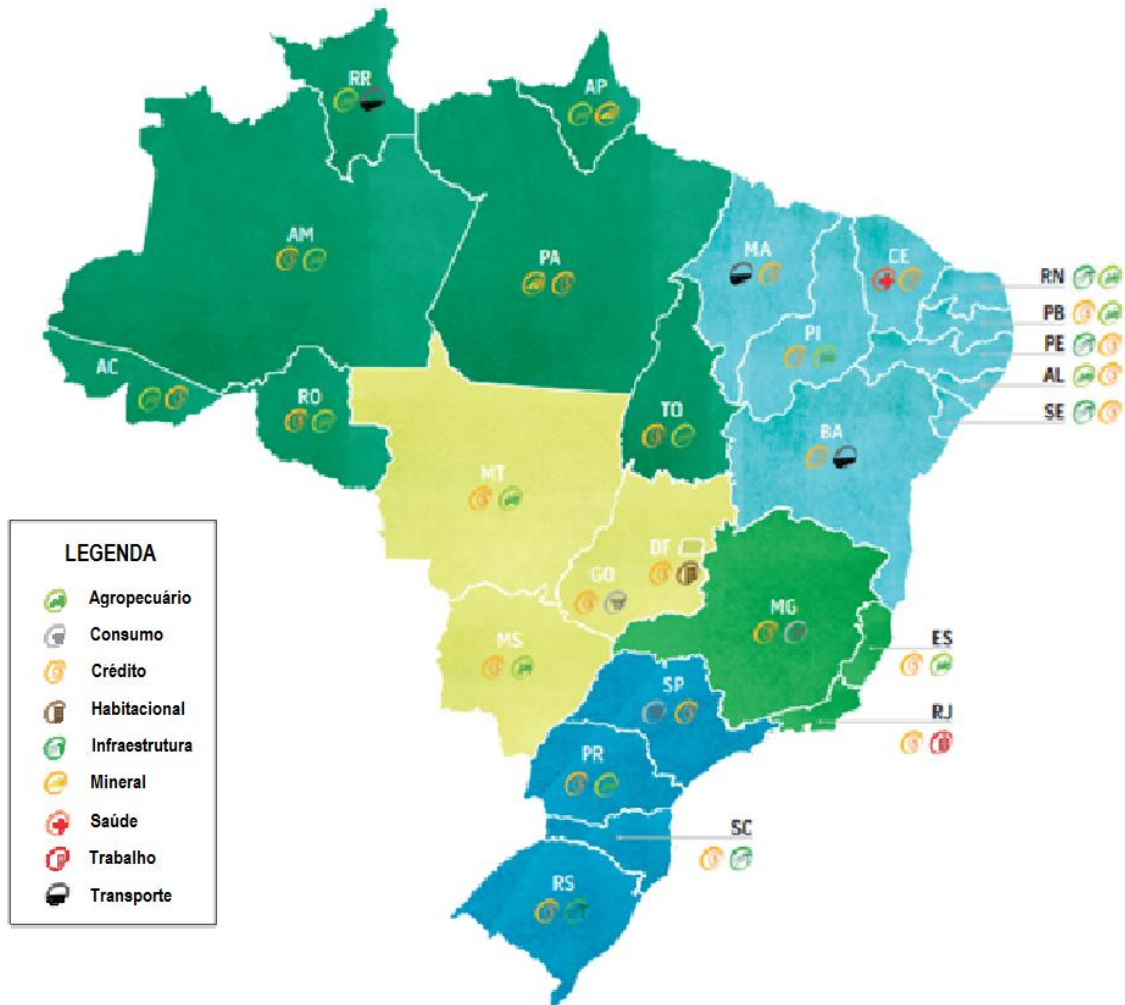 RR
AP
AM
PA
MA
CE
RN
PB
PI
PE
AC
AL
RO
TO
SE
BA
MT
DF
GO
MG
MS
ES
SP
RJ
PR
SC
RS
LEGENDA
Agropecuário
Consumo
Crédito
Habitacional
Infraestrutura
Mineral
Saúde
Trabalho
Transporte